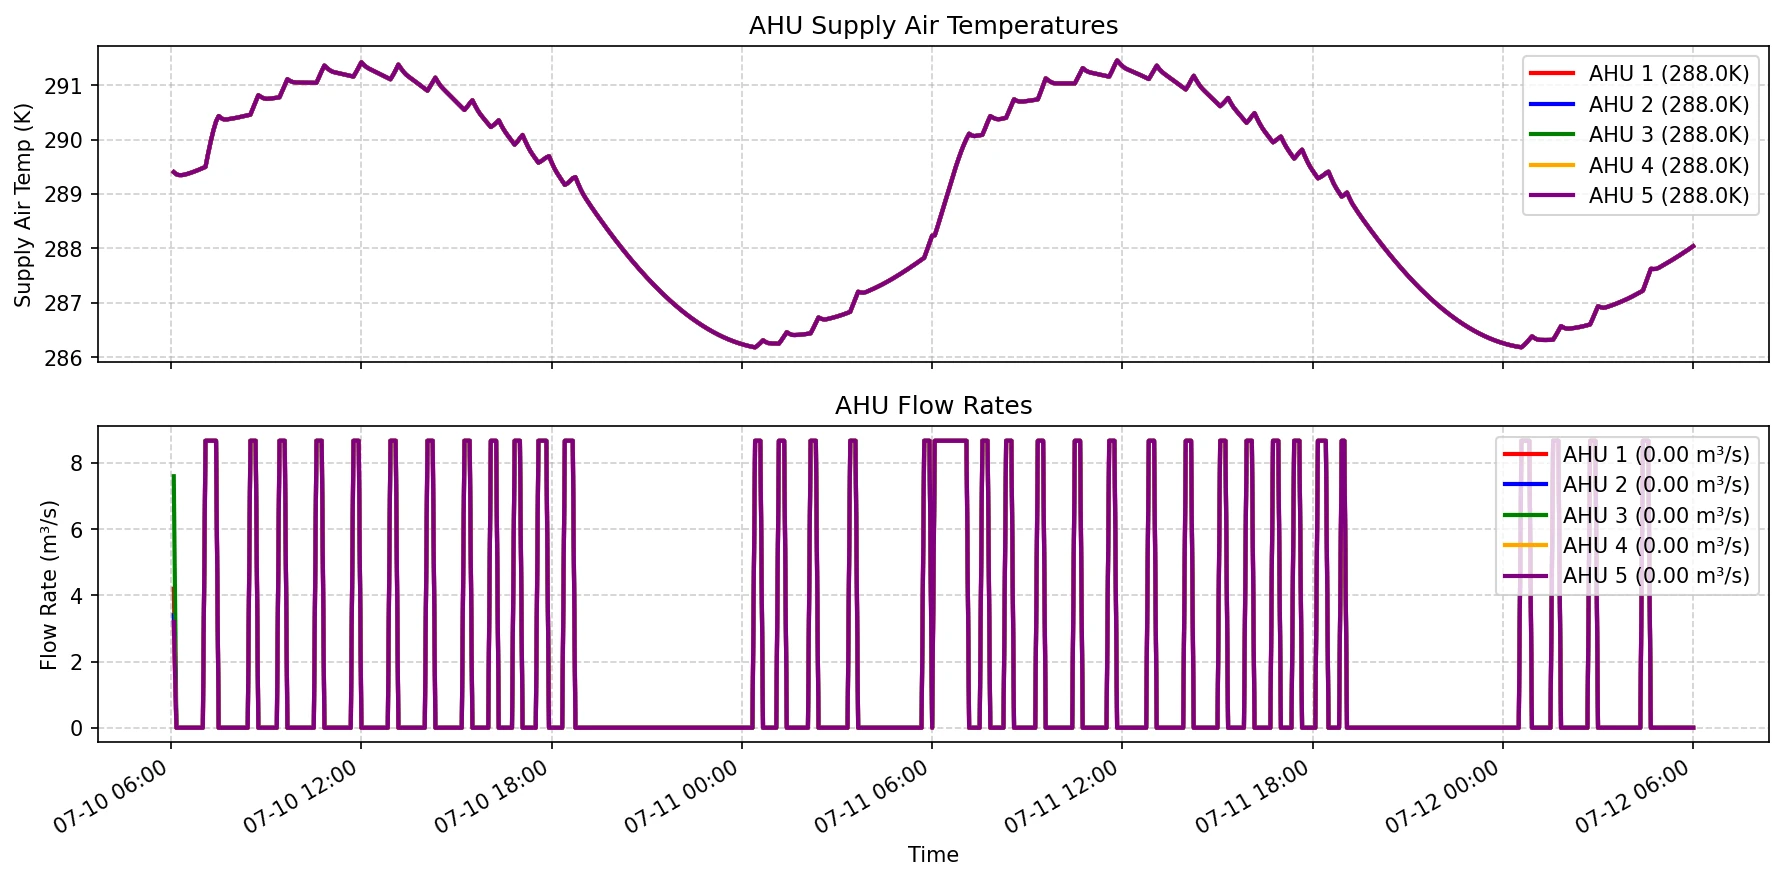 AHU Supply Air Temperatures
Supply Air Temp (K)
291
290
289
288
287
286
AHU 1 (288.0K)
AHU 2 (288.0K)
AHU 3 (288.0K)
AHU 4 (288.0K)
AHU 5 (288.0K)
AHU Flow Rates
Flow Rate (m³/s)
8
6
4
2
0
AHU 1 (0.00 m³/s)
AHU 2 (0.00 m³/s)
AHU 3 (0.00 m³/s)
AHU 4 (0.00 m³/s)
AHU 5 (0.00 m³/s)
07-10 06:00
07-10 12:00
07-10 18:00
07-11 00:00
07-11 06:00
07-11 12:00
07-11 18:00
07-12 00:00
07-12 06:00
Time